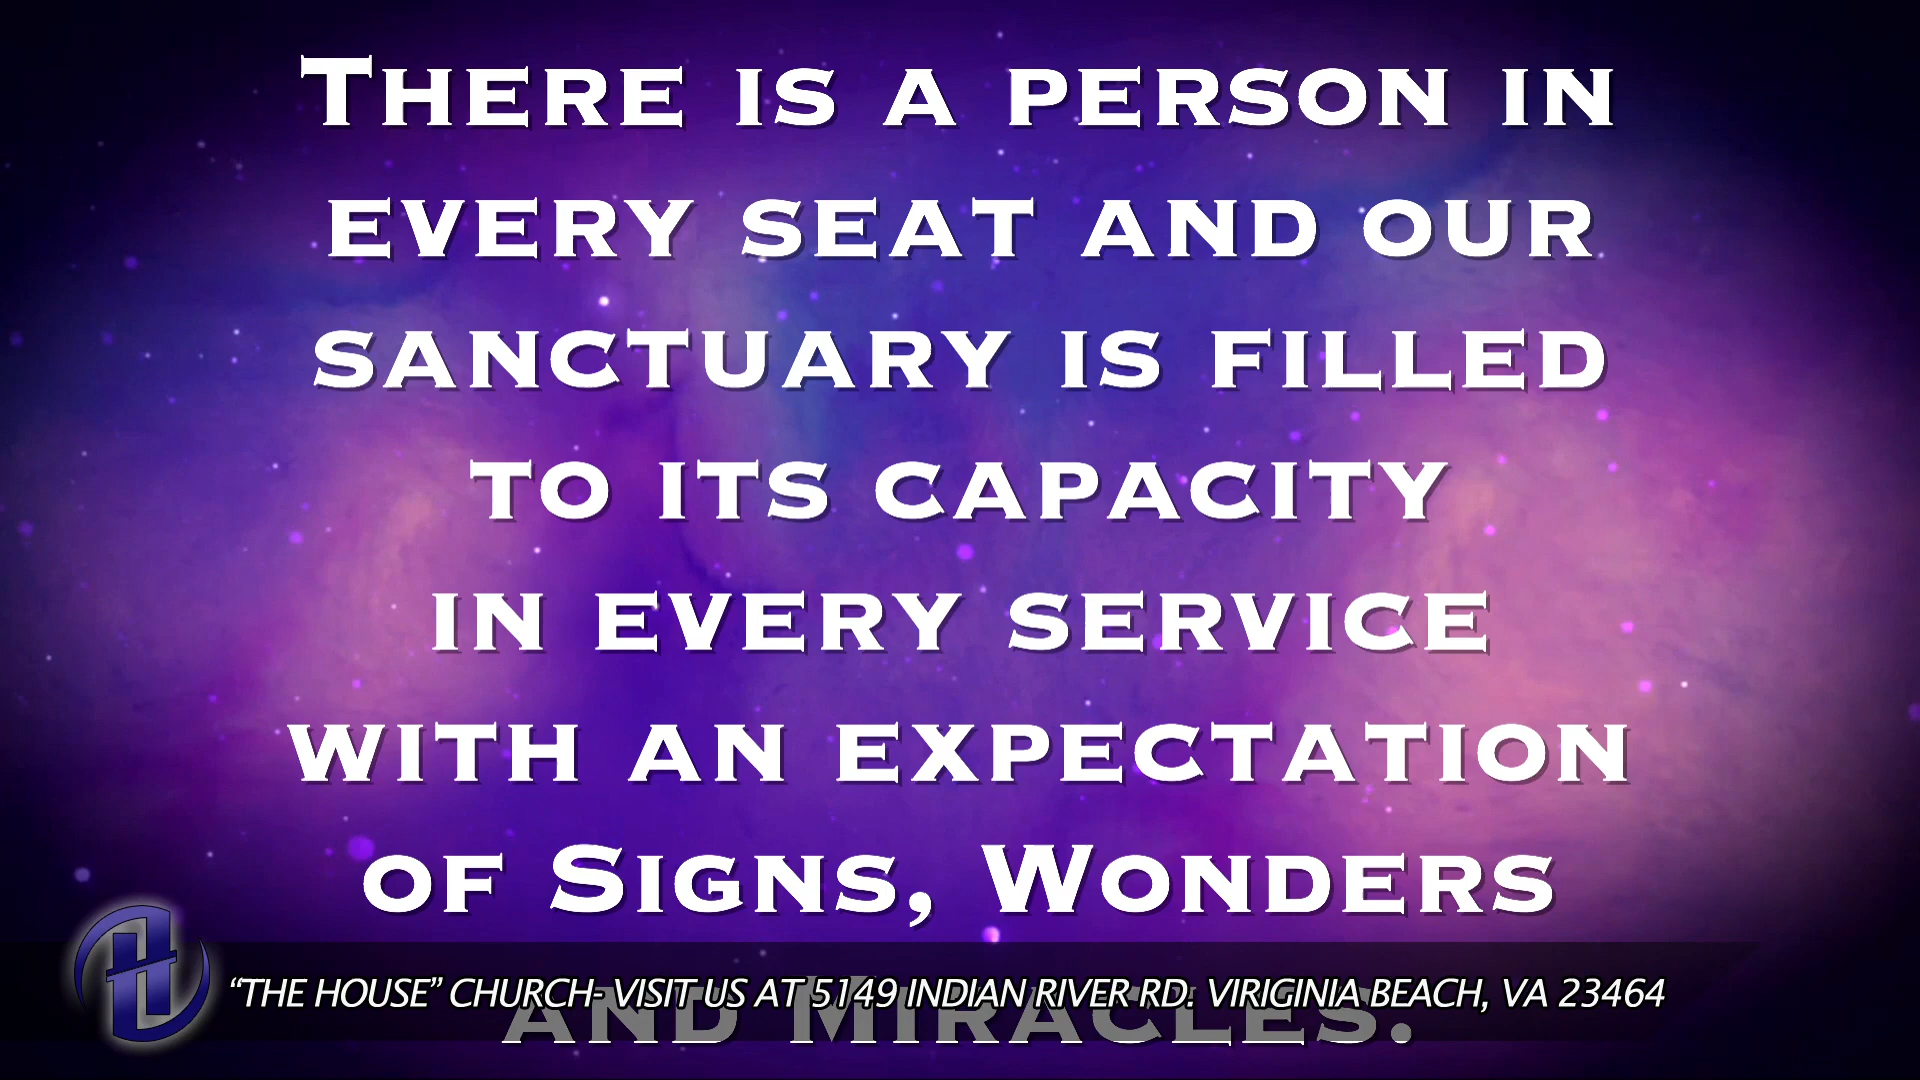 There is a person in
every seat and our
sanctuary is filled
to its capacity
in every service
with an expectation
of Signs, Wonders
and Miracles.
“THE HOUSE” CHURCH- VISIT US AT 5149 INDIAN RIVER RD. VIRIGINIA BEACH, VA 23464